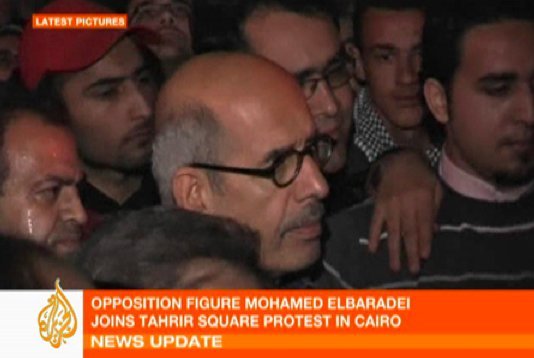 LATEST PICTURES
OPPOSITION FIGURE MOHAMED ELBARADEI
JOINS TAHRIR SQUARE PROTEST IN CAIRO
NEWS UPDATE